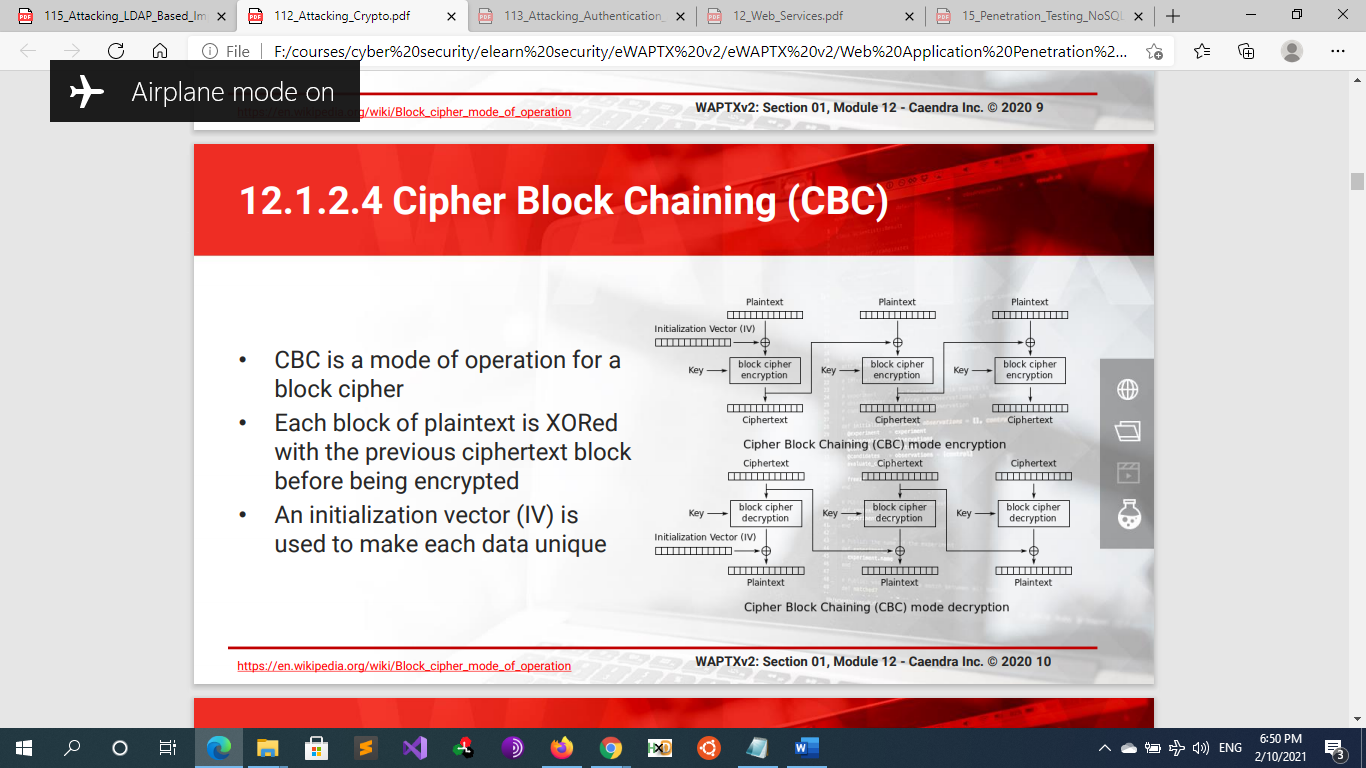 115_Attacking_LDAP_Based_Im
112_Attacking_Crypto.pdf
113_Attacking_Authentication_
12_Web_Services.pdf
15_Penetration_Testing_NoSQL
File
F:/courses/cyber%20security/elearn%20security/eWAPTX%20v2/eWAPTX%20v2/Web%20Application%20Penetration%2...
Airplane mode on
g/wiki/Block_cipher_mode_of_operation
WAPTXv2: Section 01, Module 12 - Caendra Inc. © 2020 9
12.1.2.4 Cipher Block Chaining (CBC)
• CBC is a mode of operation for a
block cipher
• Each block of plaintext is XORed
with the previous ciphertext block
before being encrypted
• An initialization vector (IV) is
used to make each data unique
Plaintext Plaintext Plaintext
Initialization Vector (IV)
Key block cipher encryption Key block cipher encryption Key block cipher encryption
Ciphertext Ciphertext Ciphertext
Cipher Block Chaining (CBC) mode encryption
Ciphertext Ciphertext Ciphertext
Key block cipher decryption Key block cipher decryption Key block cipher decryption
Initialization Vector (IV)
Plaintext Plaintext Plaintext
Cipher Block Chaining (CBC) mode decryption
https://en.wikipedia.org/wiki/Block_cipher_mode_of_operation
WAPTXv2: Section 01, Module 12 - Caendra Inc. © 2020 10
ENG
6:50 PM
2/10/2021
3